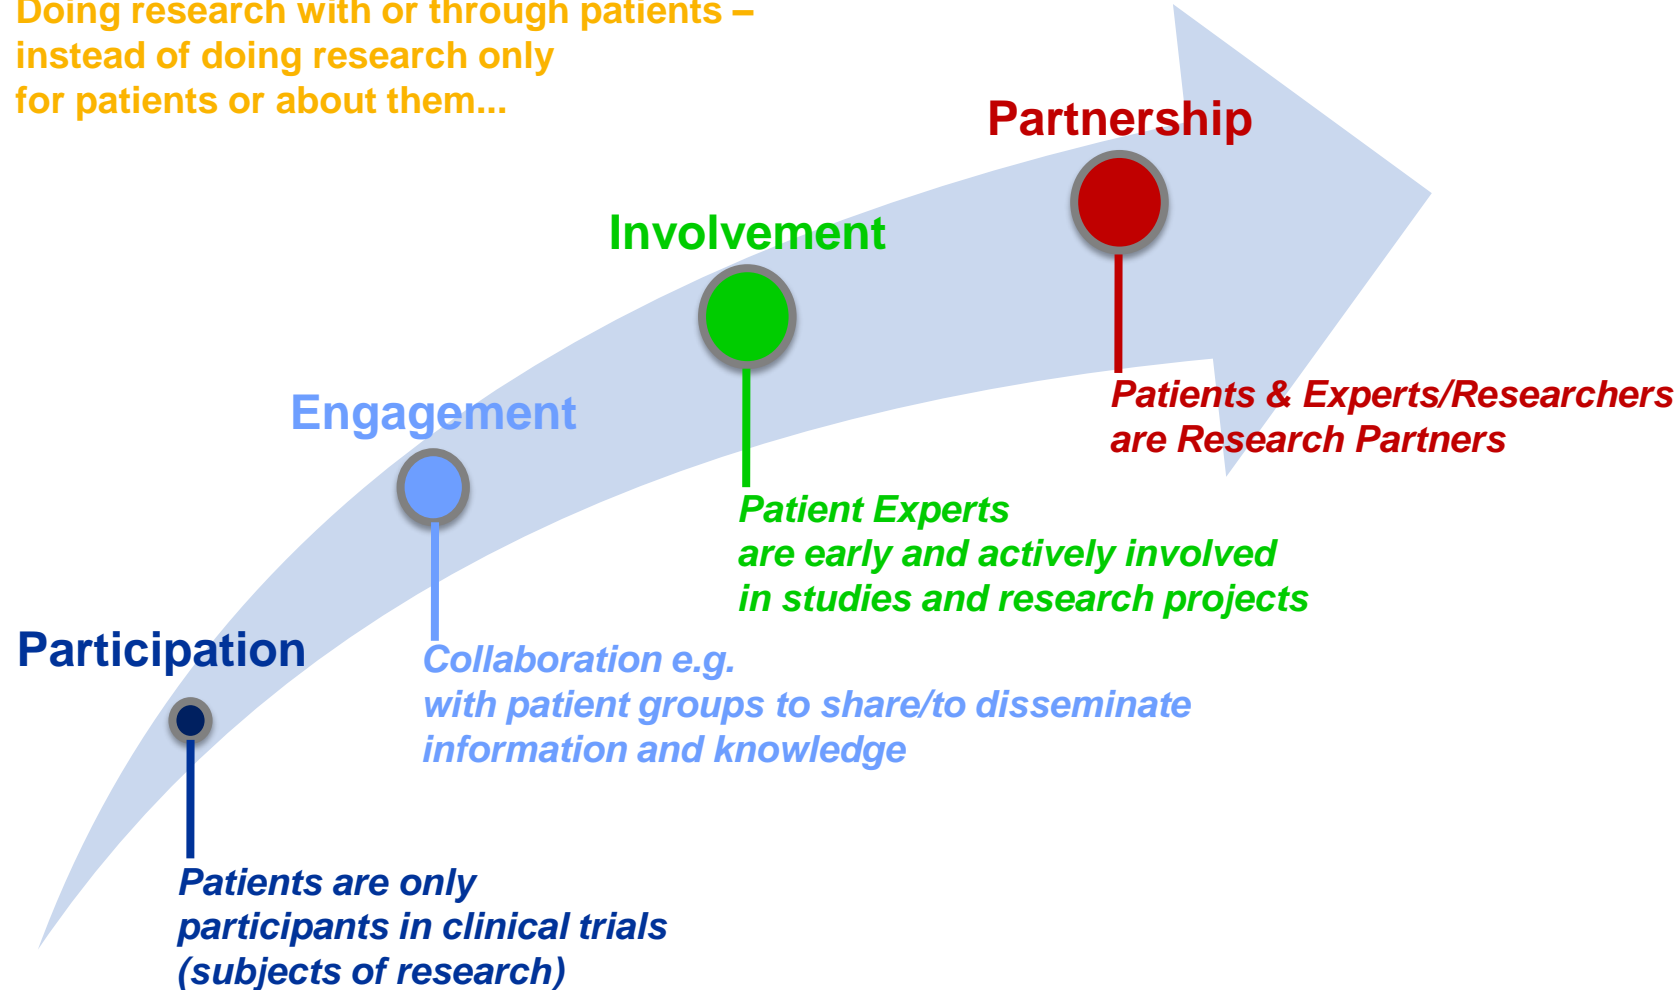 Doing research with or through patients –
instead of doing research only
for patients or about them...
Partnership
Involvement
Engagement
Patients & Experts/Researchers
are Research Partners
Patient Experts
are early and actively involved
in studies and research projects
Participation
Collaboration e.g.
with patient groups to share/to disseminate
information and knowledge
Patients are only
participants in clinical trials
(subjects of research)